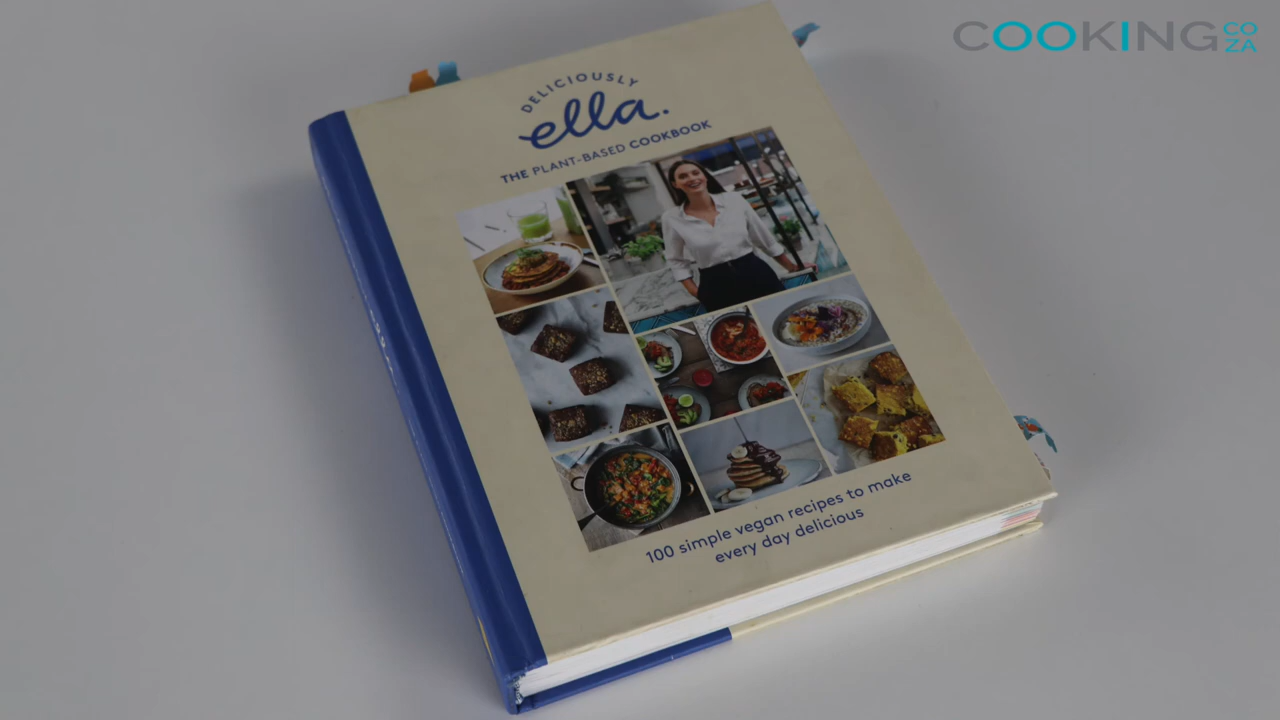 COOKING
CO
ZA
DELICIOUSLY
ella.
THE PLANT-BASED COOKBOOK
100 simple vegan recipes to make
every day delicious